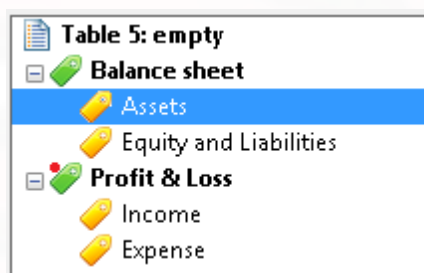 Table 5: empty
Balance sheet
Assets
Equity and Liabilities
Profit & Loss
Income
Expense